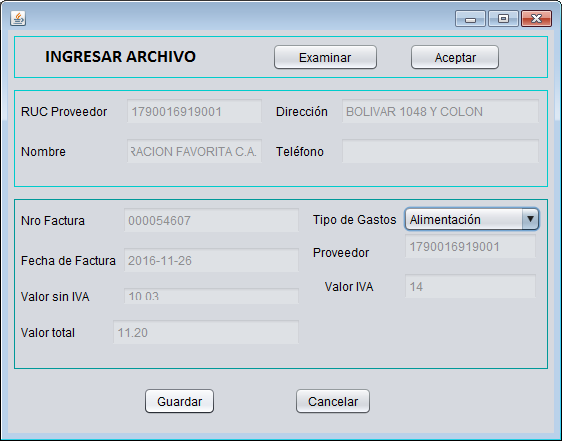 INGRESAR ARCHIVO Examinar Aceptar
RUC Proveedor 1790016919001 Dirección BOLIVAR 1048 Y COLON
Nombre RACION FAVORITA C.A. Teléfono
Nro Factura 000054607 Tipo de Gastos Alimentación
Fecha de Factura 2016-11-26 Proveedor 1790016919001
Valor sin IVA 10.03 Valor IVA 14
Valor total 11.20
Guardar Cancelar